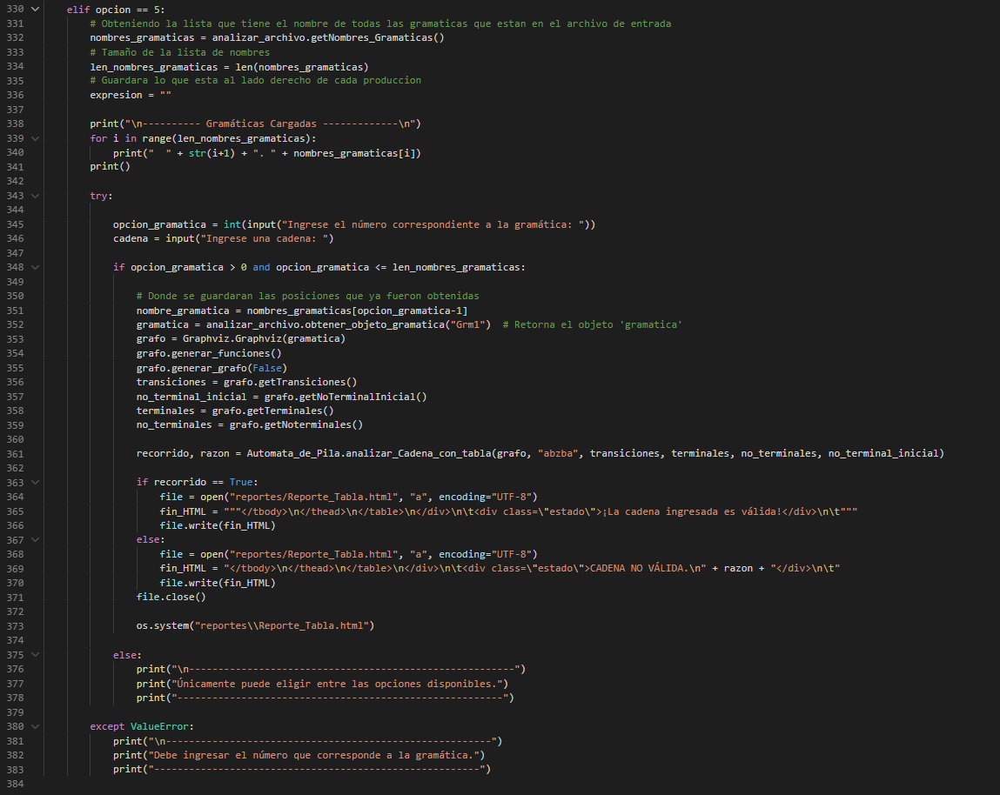 330 elif opcion == 5:
331 # Obteniendo la lista que tiene el nombre de todas las gramaticas que estan en el archivo de entrada
332 nombres_gramaticas = analizar_archivo.getNombres_Gramaticas()
333 # Tamaño de la lista de nombres
334 len_nombres_gramaticas = len(nombres_gramaticas)
335 # Guardara lo que esta al lado derecho de cada produccion
336 expresion = ""
337
338 print("\n---------- Gramáticas Cargadas -------------\n")
339 for i in range(len_nombres_gramaticas):
340 print("  " + str(i+1) + ". " + nombres_gramaticas[i])
341 print()
342
343 try:
344
345 opcion_gramatica = int(input("Ingrese el número correspondiente a la gramática: "))
346 cadena = input("Ingrese una cadena: ")
347
348 if opcion_gramatica > 0 and opcion_gramatica <= len_nombres_gramaticas:
349
350 # Donde se guardaran las posiciones que ya fueron obtenidas
351 nombre_gramatica = nombres_gramaticas[opcion_gramatica-1]
352 gramatica = analizar_archivo.obtener_objeto_gramatica("Grm1")  # Retorna el objeto 'gramatica'
353 grafo = Graphviz.Graphviz(gramatica)
354 grafo.generar_funciones()
355 grafo.generar_grafo(False)
356 transiciones = grafo.getTransiciones()
357 no_terminal_inicial = grafo.getNoTerminalInicial()
358 terminales = grafo.getTerminales()
359 no_terminales = grafo.getNoterminales()
360
361 recorrido, razon = Automata_de_Pila.analizar_Cadena_con_tabla(grafo, "abzba", transiciones, terminales, no_terminales, no_terminal_inicial)
362
363 if recorrido == True:
364 file = open("reportes/Reporte_Tabla.html", "a", encoding="UTF-8")
365 fin_HTML = """</tbody>\n</thead>\n</table>\n</div>\n\t<div class=\"estado\">¡La cadena ingresada es válida!</div>\n\t"""
366 file.write(fin_HTML)
367 else:
368 file = open("reportes/Reporte_Tabla.html", "a", encoding="UTF-8")
369 fin_HTML = "</tbody>\n</thead>\n</table>\n</div>\n\t<div class=\"estado\">CADENA NO VÁLIDA.\n" + razon + "</div>\n\t"
370 file.write(fin_HTML)
371 file.close()
372
373 os.system("reportes\\Reporte_Tabla.html")
374
375 else:
376 print("\n--------------------------------------------------------")
377 print("Únicamente puede eligir entre las opciones disponibles.")
378 print("--------------------------------------------------------")
379
380 except ValueError:
381 print("\n--------------------------------------------------------")
382 print("Debe ingresar el número que corresponde a la gramática.")
383 print("--------------------------------------------------------")
384